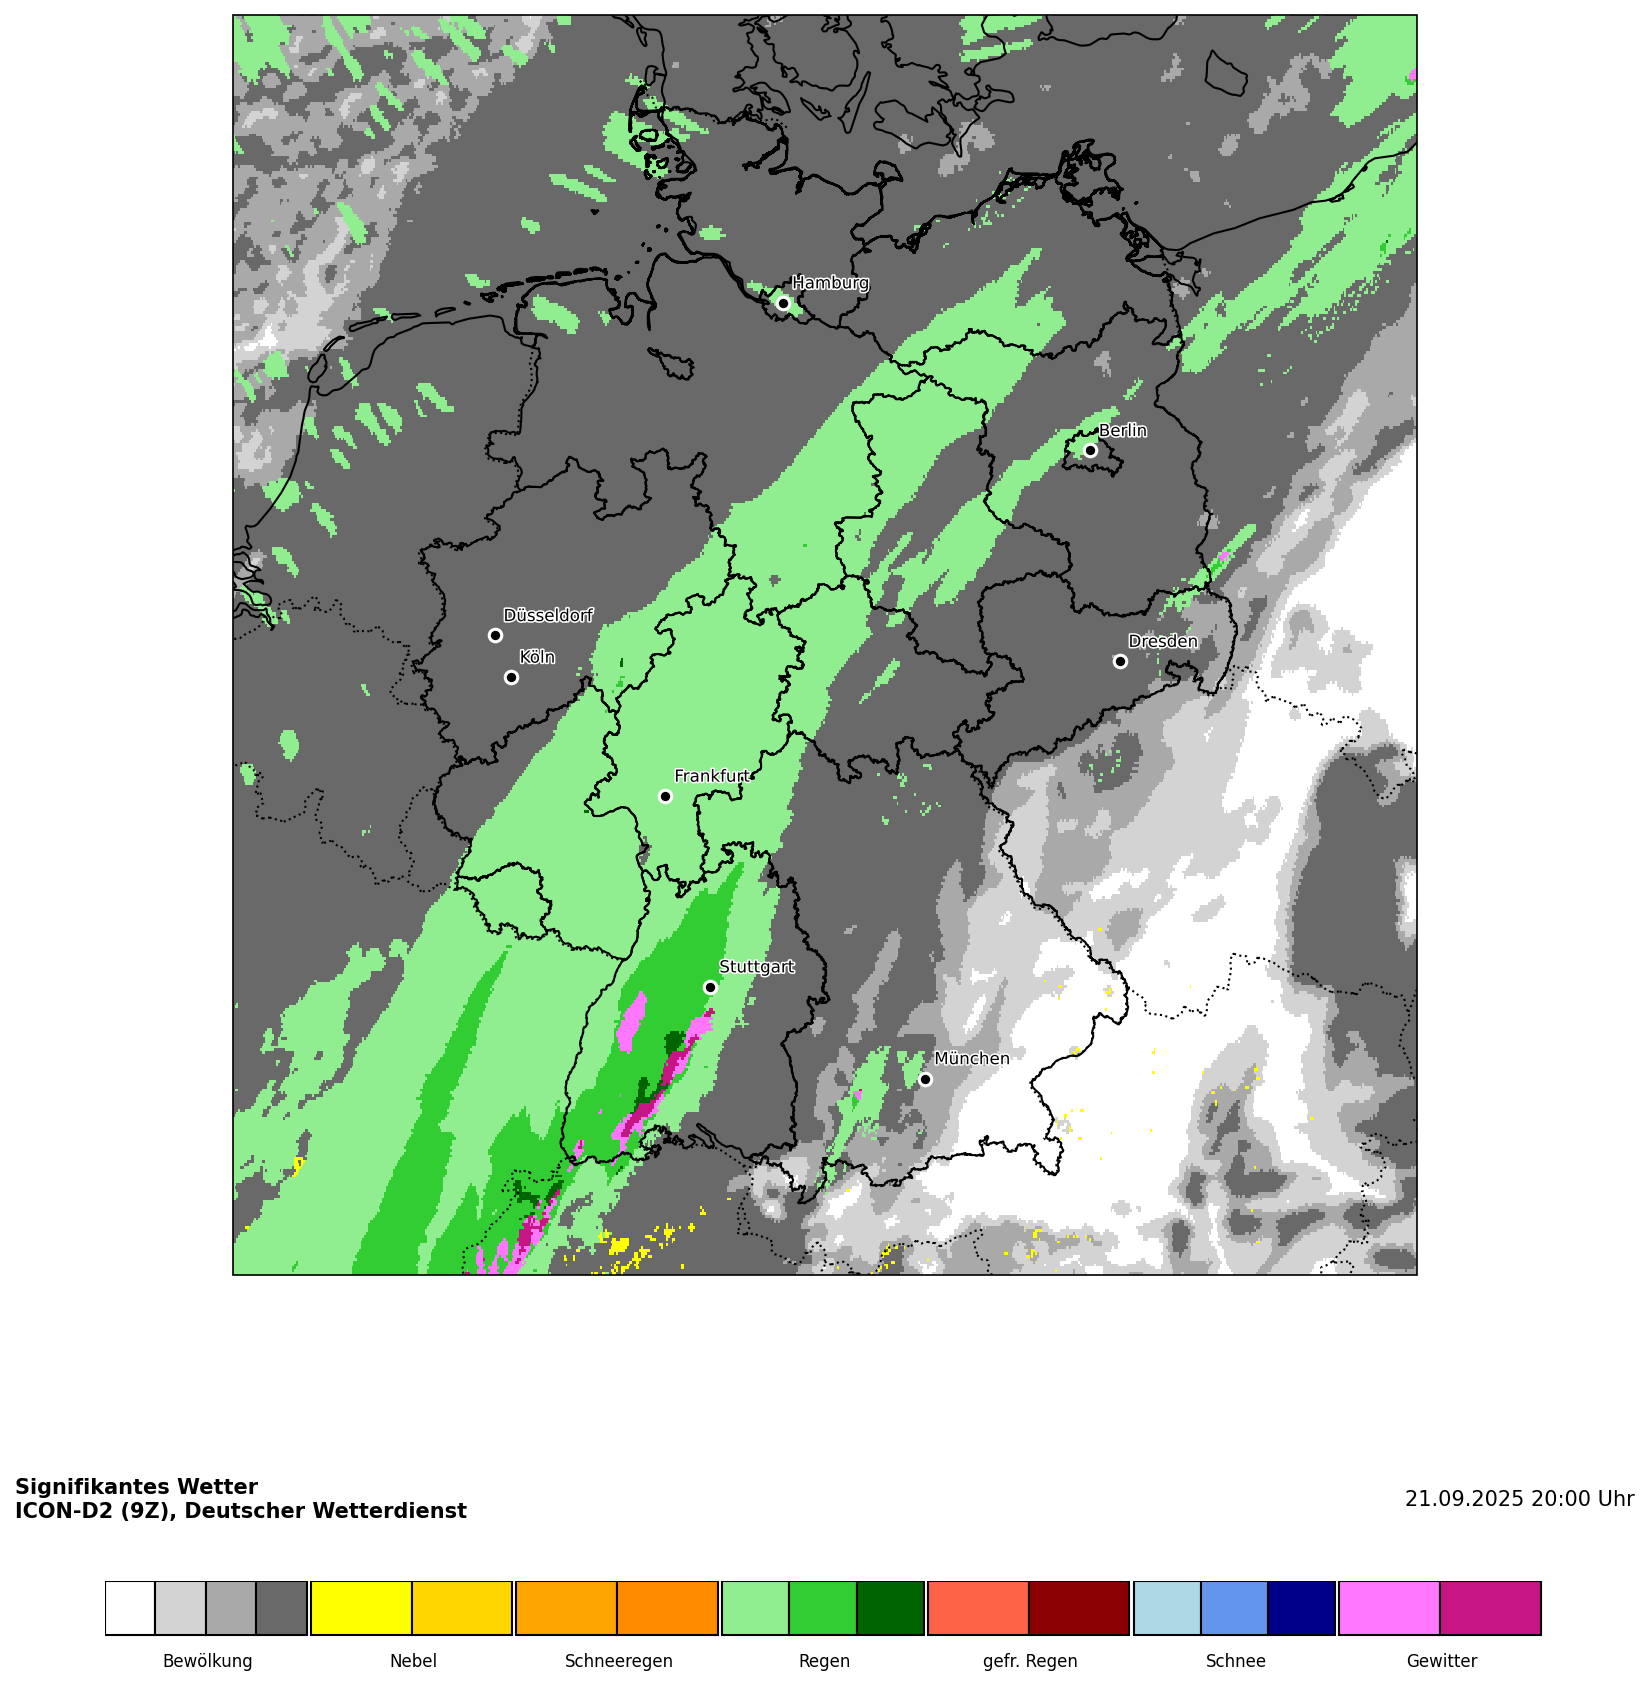 Hamburg
Berlin
Düsseldorf
Köln
Dresden
Frankfurt
Stuttgart
München
Signifikantes Wetter
ICON-D2 (9Z), Deutscher Wetterdienst
21.09.2025 20:00 Uhr
Bewölkung Nebel Schneeregen Regen gefr. Regen Schnee Gewitter